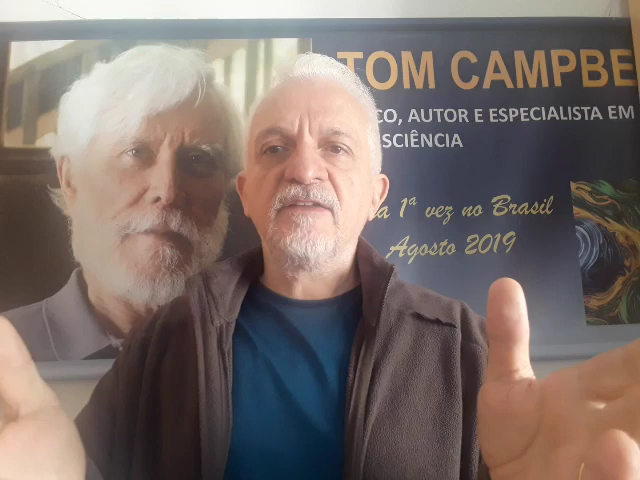 TOM CAMPBE
CO, AUTOR E ESPECIALISTA EM
SCIÊNCIA
a 1ª vez no Brasil
Agosto 2019